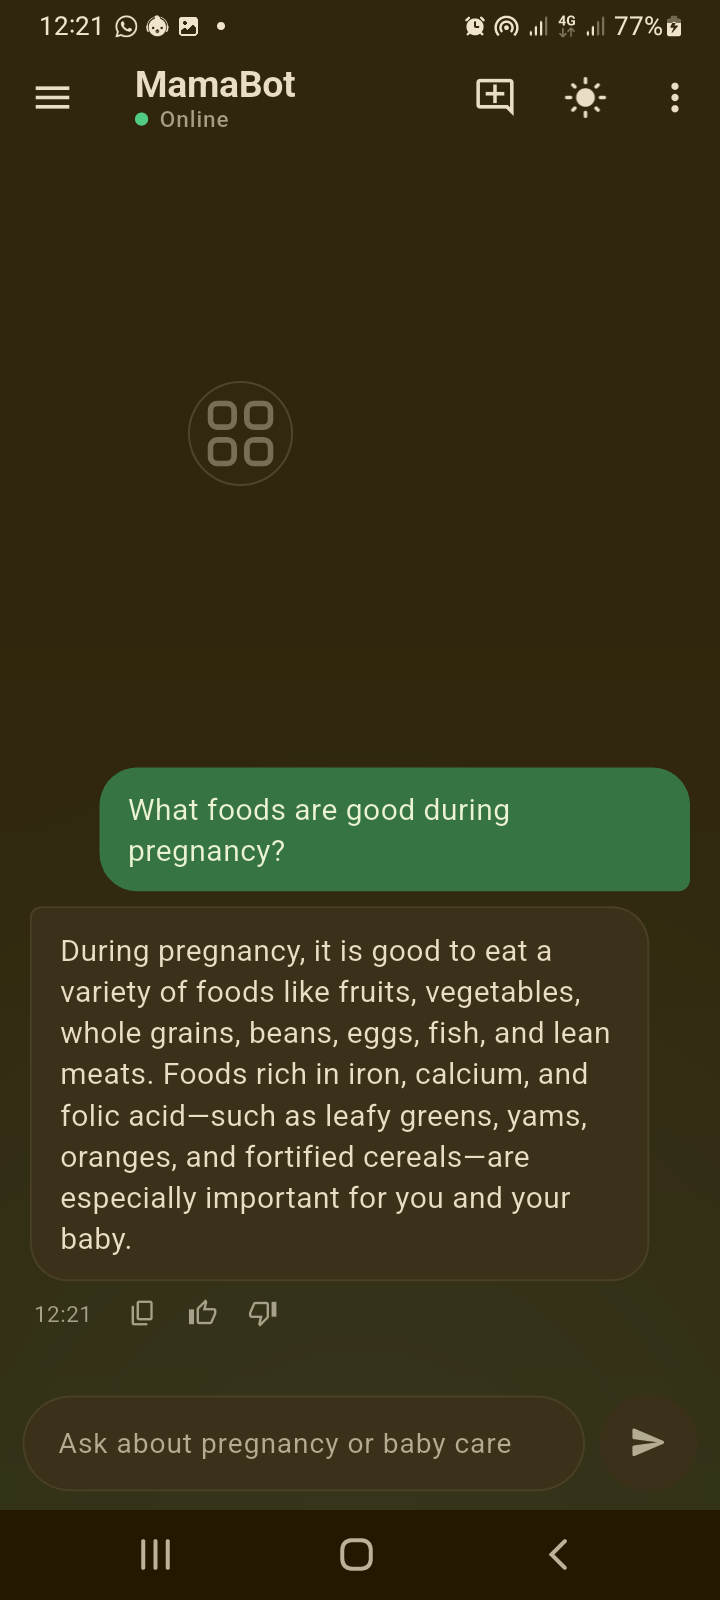 12:21
4G
77%
MamaBot
Online
What foods are good during
pregnancy?
During pregnancy, it is good to eat a
variety of foods like fruits, vegetables,
whole grains, beans, eggs, fish, and lean
meats. Foods rich in iron, calcium, and
folic acid—such as leafy greens, yams,
oranges, and fortified cereals—are
especially important for you and your
baby.
12:21
Ask about pregnancy or baby care